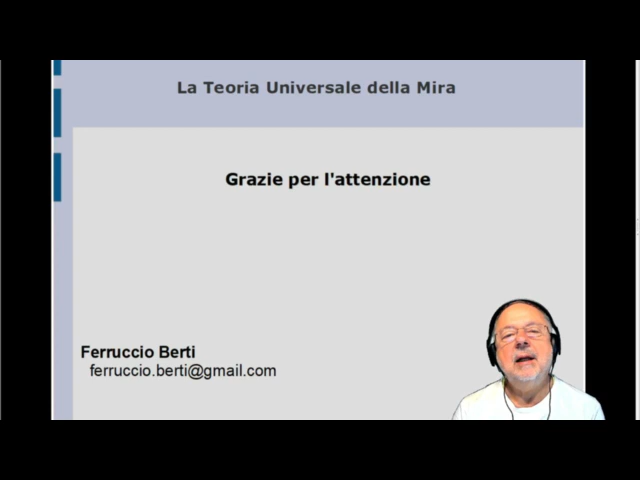 La Teoria Universale della Mira
Grazie per l'attenzione
Ferruccio Berti
ferruccio.berti@gmail.com